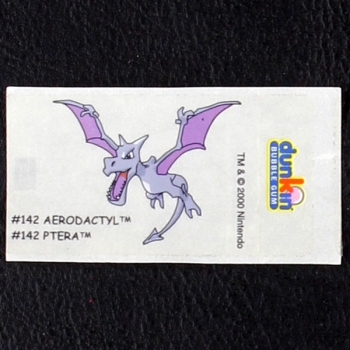 #142 AERODACTYL™
#142 PTERA™
TM & © 2000 Nintendo
dunkin
BUBBLE GUM